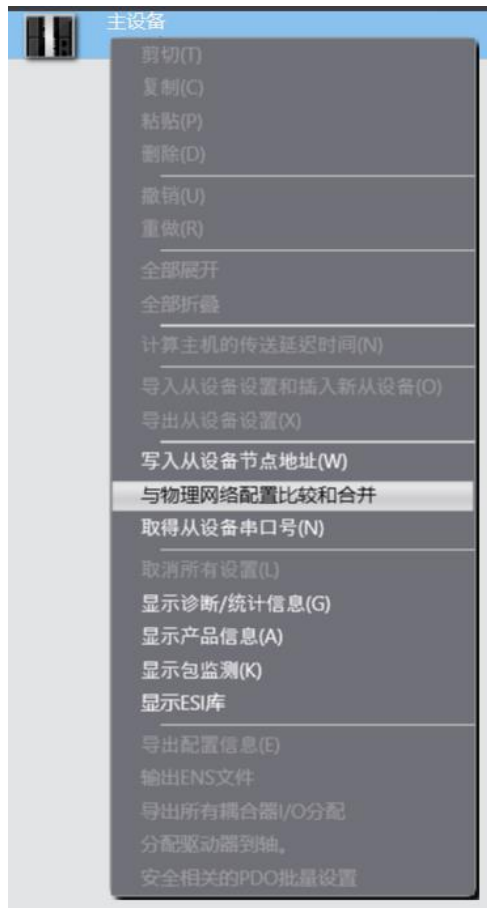 主设备
剪切(T)
复制(C)
粘贴(P)
删除(D)
撤销(U)
重做(R)
全部展开
全部折叠
计算主机的传送延迟时间(N)
导入从设备设置和插入新从设备(O)
导出从设备设置(X)
写入从设备节点地址(W)
与物理网络配置比较和合并
取得从设备串口号(N)
取消所有设置(L)
显示诊断/统计信息(G)
显示产品信息(A)
显示包监测(K)
显示ESI库
导出配置信息(E)
输出ENS文件
导出所有耦合器I/O分配
分配驱动器到轴。
安全相关的PDO批量设置